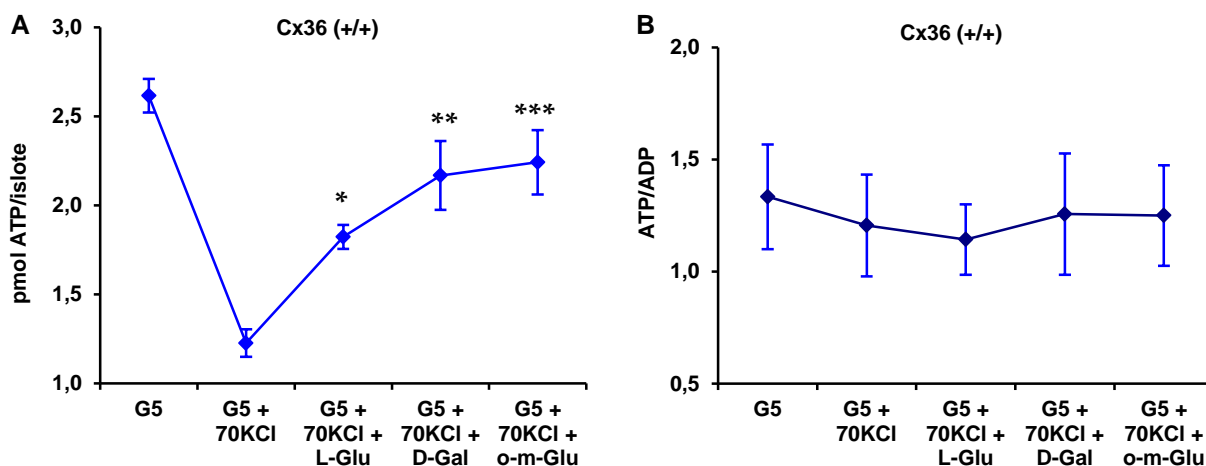 A
Cx36 (+/+)
3,0
2,5
2,0
1,5
1,0
pmol ATP/islote
*
**
***
G5
G5 +
70KCl
G5 +
70KCl +
L-Glu
G5 +
70KCl +
D-Gal
G5 +
70KCl +
o-m-Glu
B
Cx36 (+/+)
2,0
1,5
1,0
0,5
ATP/ADP
G5
G5 +
70KCl
G5 +
70KCl +
L-Glu
G5 +
70KCl +
D-Gal
G5 +
70KCl +
o-m-Glu